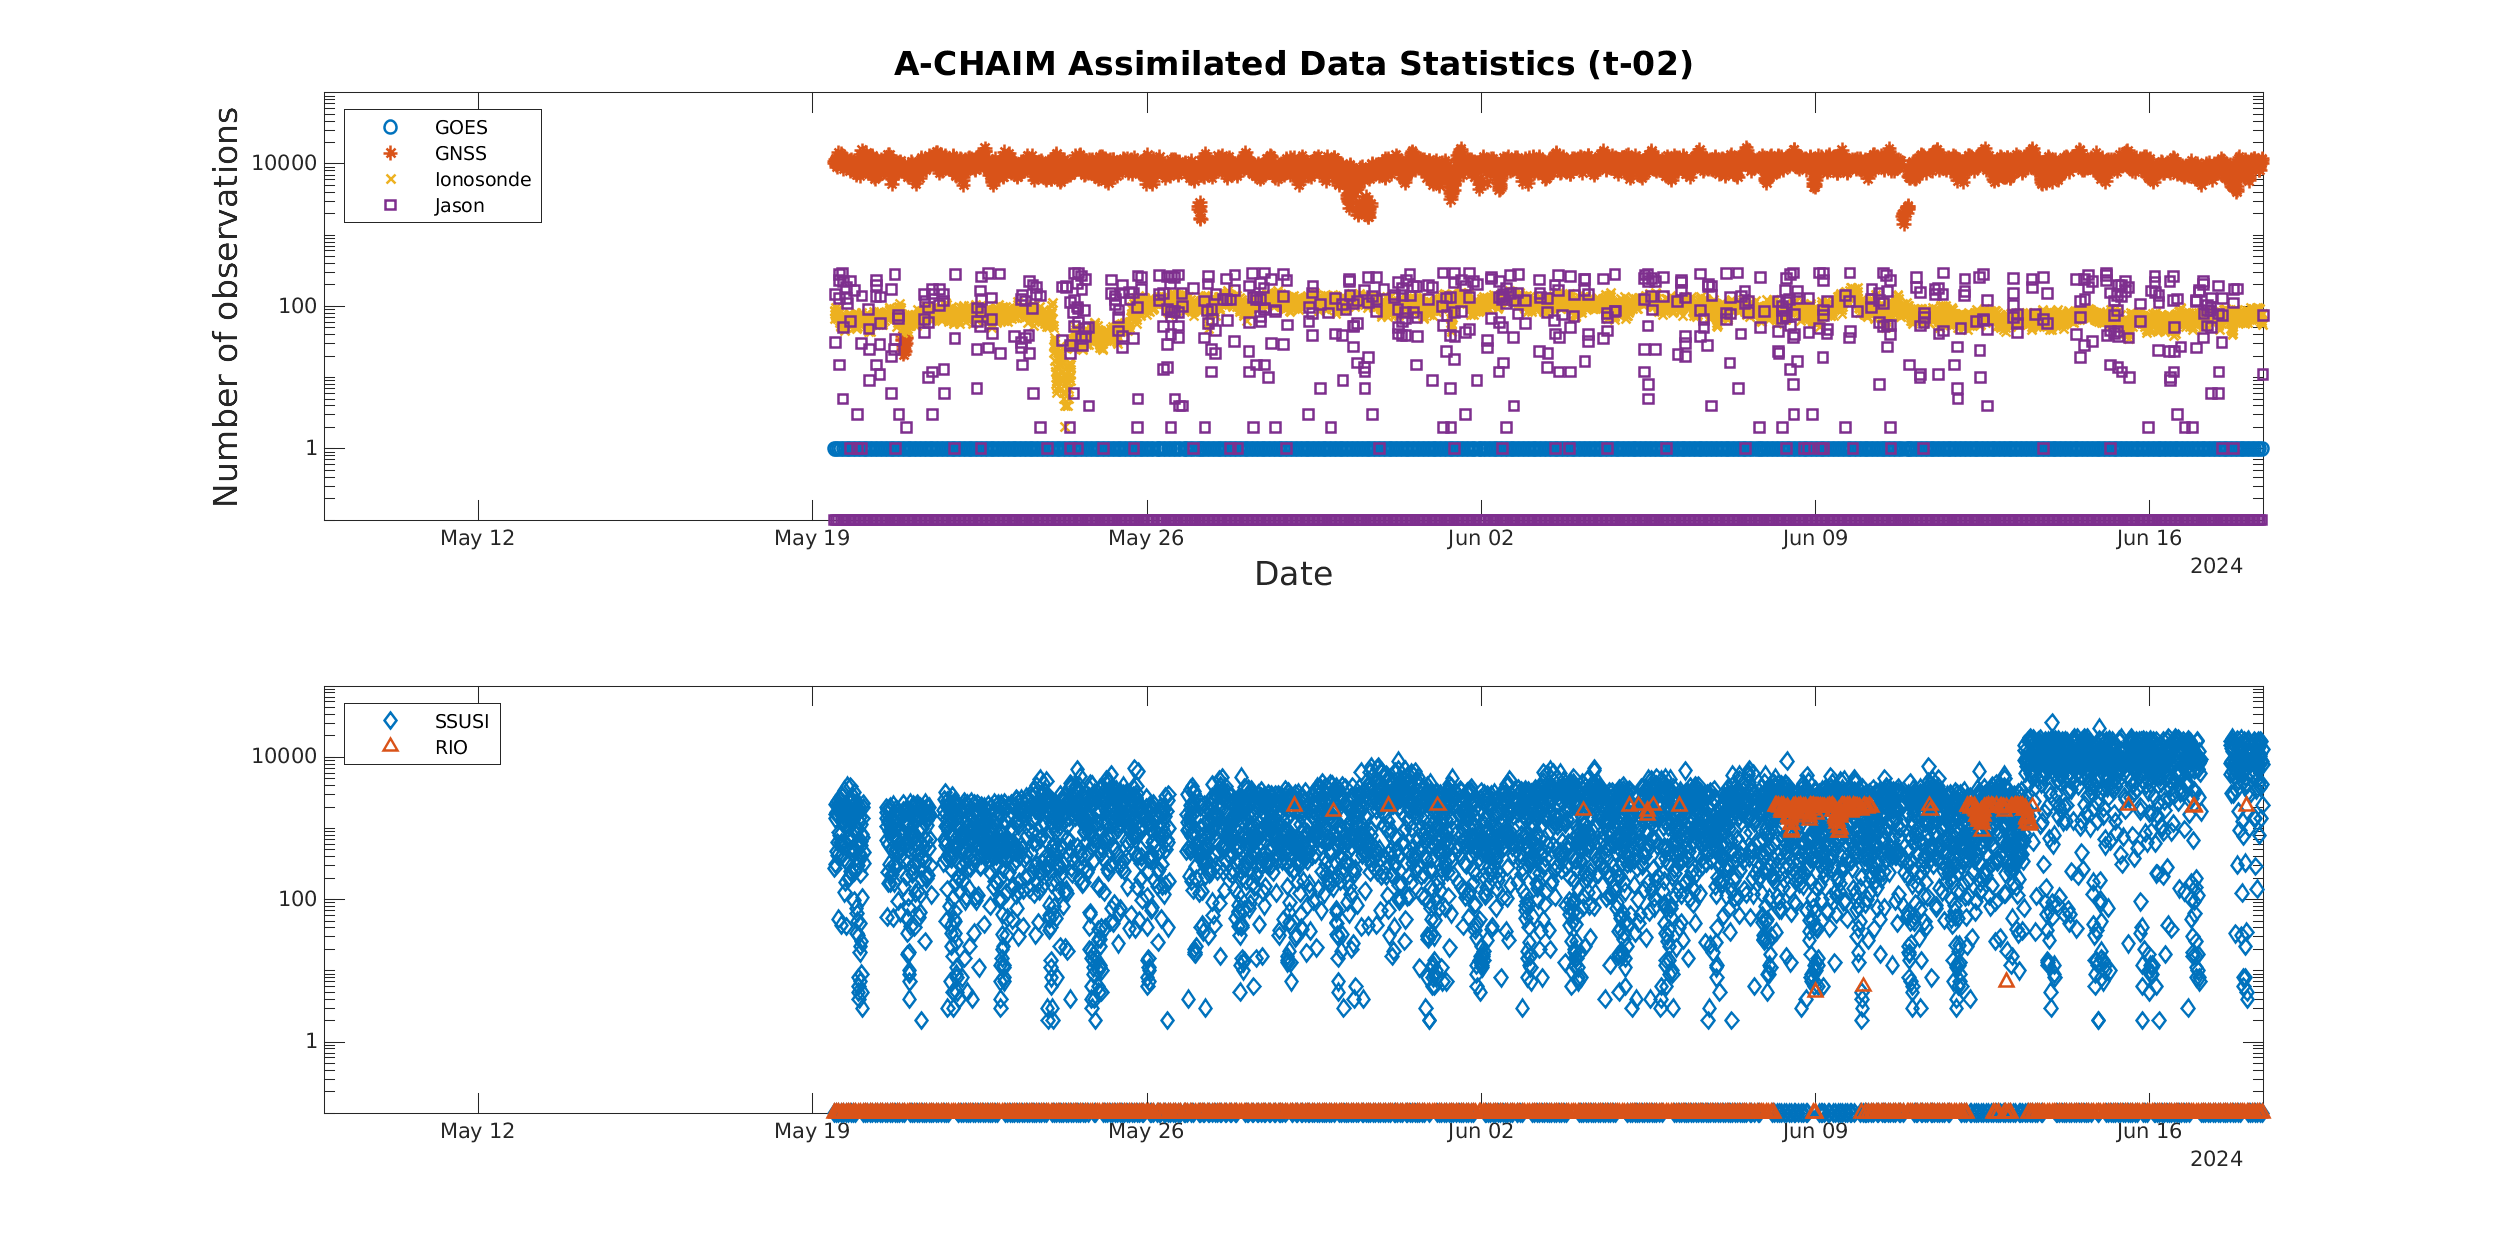 A-CHAIM Assimilated Data Statistics (t-02)
Number of observations
10000
100
1
GOES
GNSS
Ionosonde
Jason
May 12
May 19
May 26
Jun 02
Jun 09
Jun 16
2024
Date
10000
100
1
SSUSI
RIO
May 12
May 19
May 26
Jun 02
Jun 09
Jun 16
2024